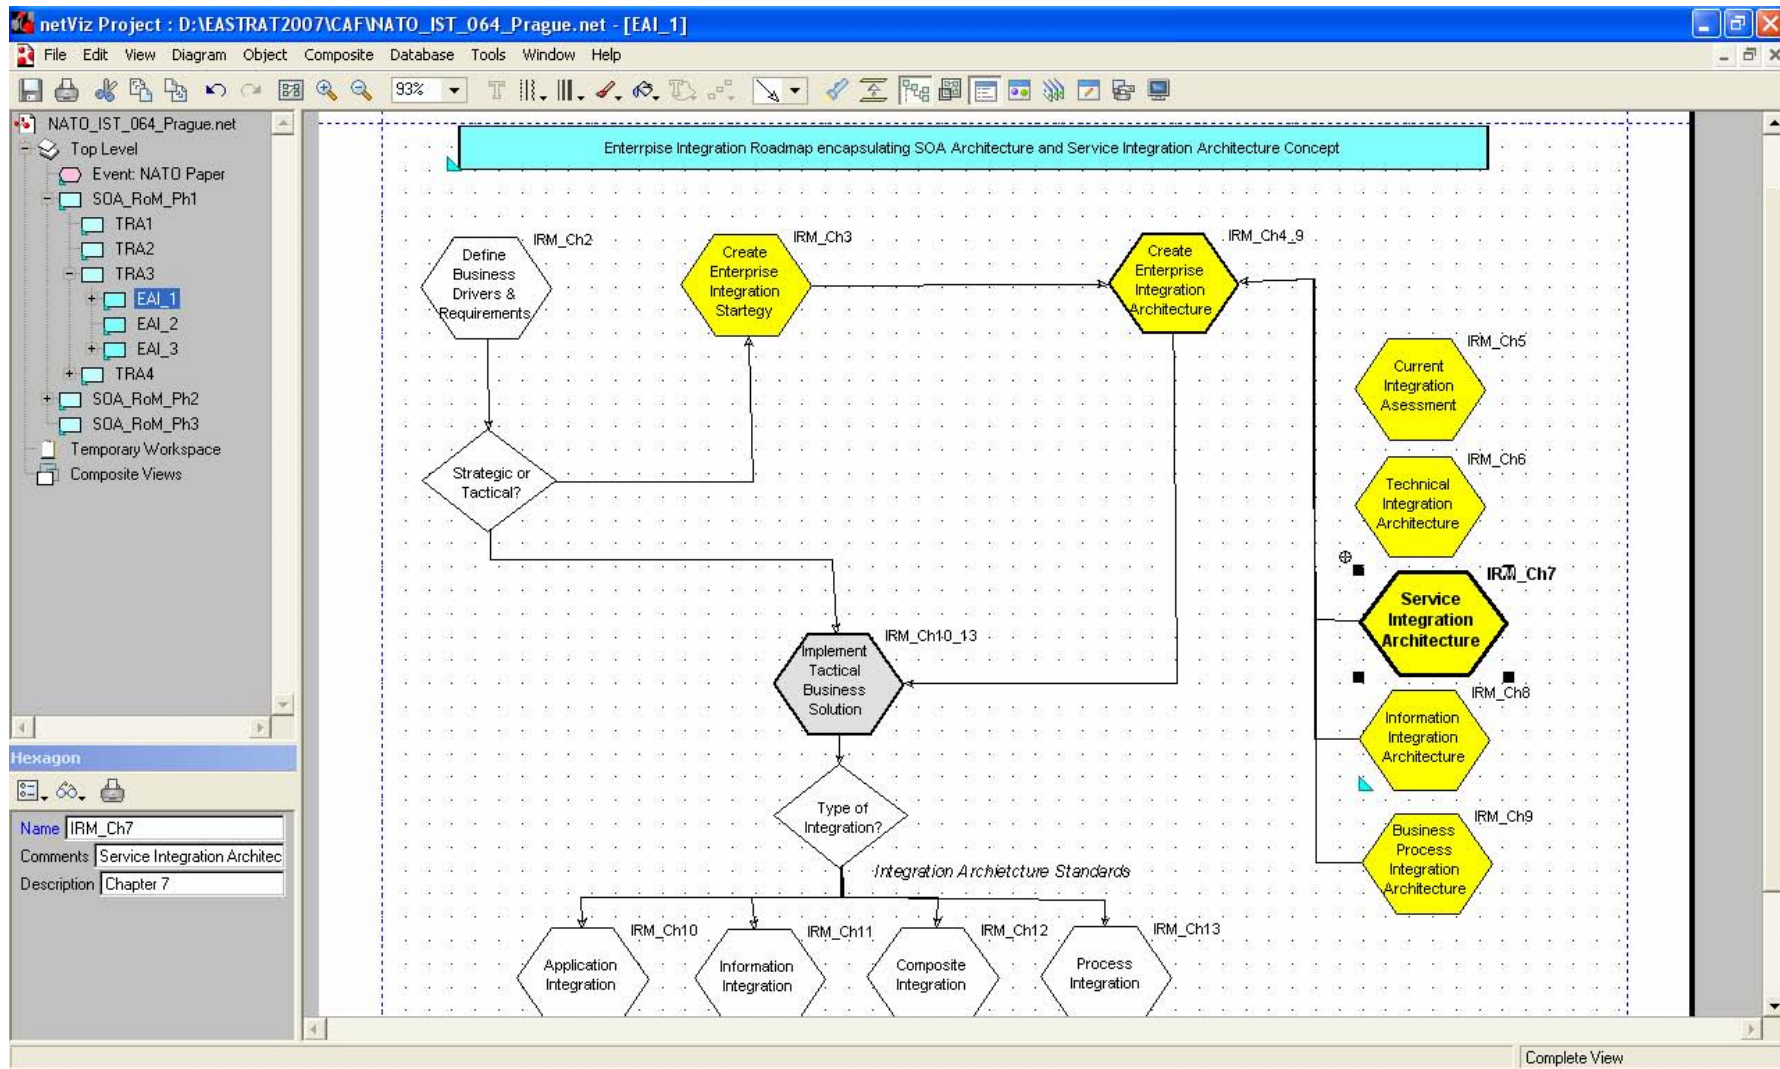 netViz Project : D:\EASTRAT2007\CAF\NATO_IST_064_Prague.net - [EAI_1]
File Edit View Diagram Object Composite Database Tools Window Help
93%
NATO_IST_064_Prague.net
Top Level
Event: NATO Paper
SOA_RoM_Ph1
TRA1
TRA2
TRA3
EAI_1
EAI_2
EAI_3
TRA4
SOA_RoM_Ph2
SOA_RoM_Ph3
Temporary Workspace
Composite Views
Hexagon
Name IRM_Ch7
Comments Service Integration Architec
Description Chapter 7
Enterrpise Integration Roadmap encapsulating SOA Architecture and Service Integration Architecture Concept
IRM_Ch2
Define
Business
Drivers &
Requirements
IRM_Ch3
Create
Enterprise
Integration
Startegy
IRM_Ch4_9
Create
Enterprise
Integration
Architecture
Strategic or
Tactical?
IRM_Ch5
Current
Integration
Asessment
IRM_Ch6
Technical
Integration
Architecture
IRM_Ch7
Service
Integration
Architecture
IRM_Ch8
Information
Integration
Architecture
IRM_Ch9
Business
Process
Integration
Architecture
IRM_Ch10_13
Implement
Tactical
Business
Solution
Type of
Integration?
Integration Archietcture Standards
IRM_Ch10
Application
Integration
IRM_Ch11
Information
Integration
IRM_Ch12
Composite
Integration
IRM_Ch13
Process
Integration
Complete View